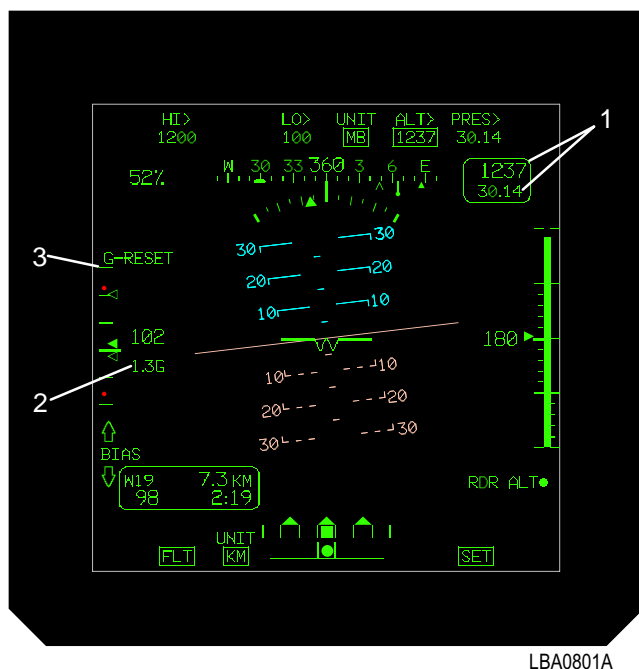 HI> LO> UNIT ALT> PRES>
1200 100 MB 1237 30.14
1
52% W 30 33 360 3 6 E 1237
30.14
3
G-RESET
30 30
20 20
10 10
102 180
1.3G
2
10 10
20 20
30 30
BIAS
W19 7.3 KM
98 2:19
RDR ALT
UNIT
FLT KM SET
LBA0801A